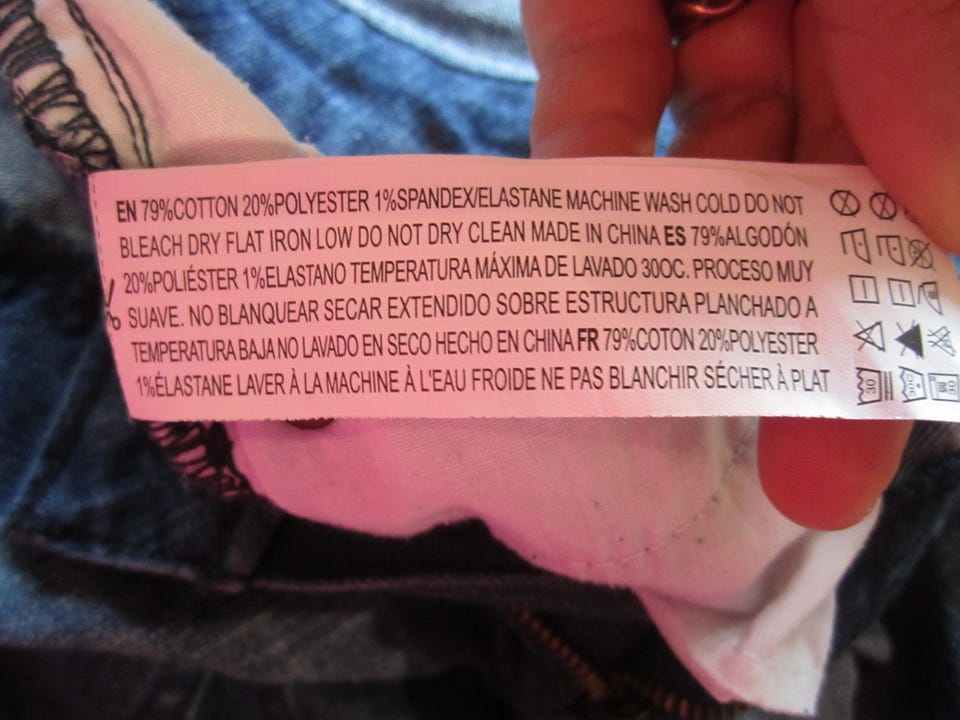 EN 79%COTTON 20%POLYESTER 1%SPANDEX/ELASTANE MACHINE WASH COLD DO NOT
BLEACH DRY FLAT IRON LOW DO NOT DRY CLEAN MADE IN CHINA ES 79%ALGODÓN
20%POLIÉSTER 1%ELASTANO TEMPERATURA MÁXIMA DE LAVADO 30OC. PROCESO MUY
SUAVE. NO BLANQUEAR SECAR EXTENDIDO SOBRE ESTRUCTURA PLANCHADO A
TEMPERATURA BAJA NO LAVADO EN SECO HECHO EN CHINA FR 79%COTON 20%POLYESTER
1%ÉLASTANE LAVER À LA MACHINE À L'EAU FROIDE NE PAS BLANCHIR SÉCHER À PLAT
30